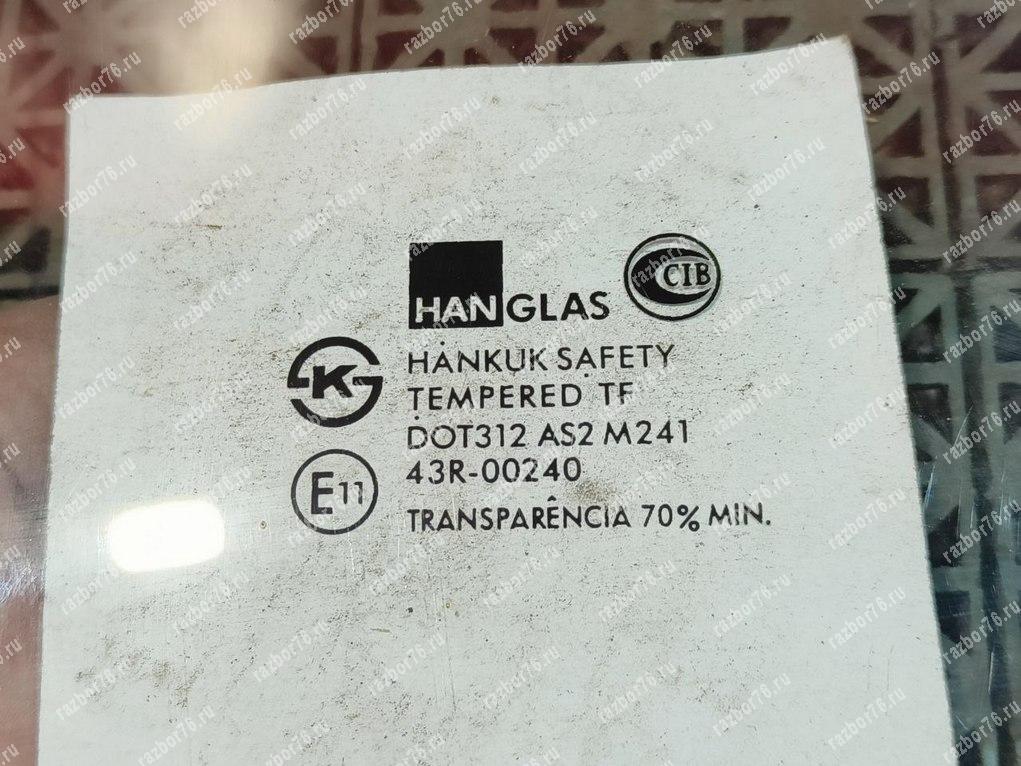 HANGLAS
CIB
K
HANKUK SAFETY
TEMPERED TF
DOT312 AS2 M241
43R-00240
E11
TRANSPARÊNCIA 70% MIN.
razbor76.ru